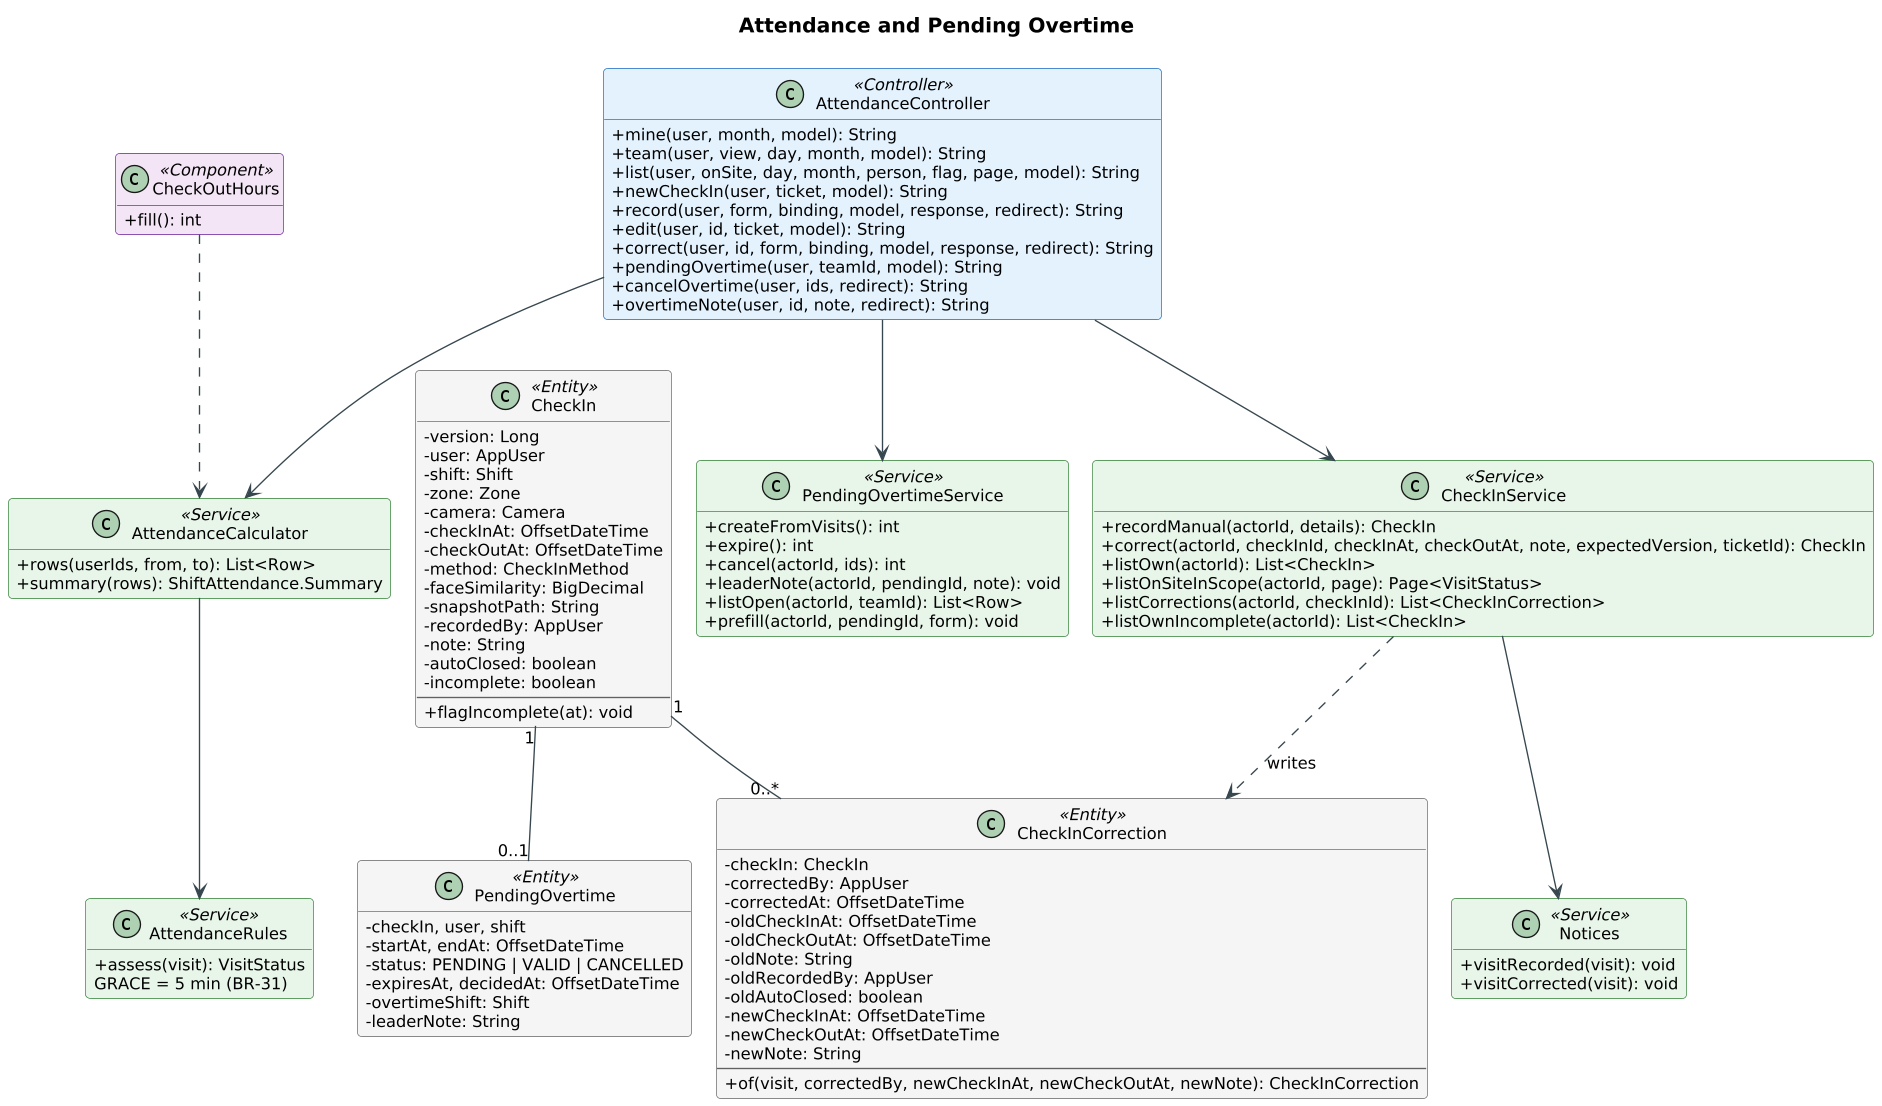 Attendance and Pending Overtime
C
«Controller»
AttendanceController
+mine(user, month, model): String
+team(user, view, day, month, model): String
+list(user, onSite, day, month, person, flag, page, model): String
+newCheckIn(user, ticket, model): String
+record(user, form, binding, model, response, redirect): String
+edit(user, id, ticket, model): String
+correct(user, id, form, binding, model, response, redirect): String
+pendingOvertime(user, teamId, model): String
+cancelOvertime(user, ids, redirect): String
+overtimeNote(user, id, note, redirect): String
C
«Component»
CheckOutHours
+fill(): int
C
«Entity»
CheckIn
-version: Long
-user: AppUser
-shift: Shift
-zone: Zone
-camera: Camera
-checkInAt: OffsetDateTime
-checkOutAt: OffsetDateTime
-method: CheckInMethod
-faceSimilarity: BigDecimal
-snapshotPath: String
-recordedBy: AppUser
-note: String
-autoClosed: boolean
-incomplete: boolean
+flagIncomplete(at): void
C
«Service»
PendingOvertimeService
+createFromVisits(): int
+expire(): int
+cancel(actorId, ids): int
+leaderNote(actorId, pendingId, note): void
+listOpen(actorId, teamId): List<Row>
+prefill(actorId, pendingId, form): void
C
«Service»
CheckInService
+recordManual(actorId, details): CheckIn
+correct(actorId, checkInId, checkInAt, checkOutAt, note, expectedVersion, ticketId): CheckIn
+listOwn(actorId): List<CheckIn>
+listOnSiteInScope(actorId, page): Page<VisitStatus>
+listCorrections(actorId, checkInId): List<CheckInCorrection>
+listOwnIncomplete(actorId): List<CheckIn>
C
«Service»
AttendanceCalculator
+rows(userIds, from, to): List<Row>
+summary(rows): ShiftAttendance.Summary
1
1
writes
0..*
0..1
C
«Service»
AttendanceRules
+assess(visit): VisitStatus
GRACE = 5 min (BR-31)
C
«Entity»
PendingOvertime
-checkIn, user, shift
-startAt, endAt: OffsetDateTime
-status: PENDING | VALID | CANCELLED
-expiresAt, decidedAt: OffsetDateTime
-overtimeShift: Shift
-leaderNote: String
C
«Entity»
CheckInCorrection
-checkIn: CheckIn
-correctedBy: AppUser
-correctedAt: OffsetDateTime
-oldCheckInAt: OffsetDateTime
-oldCheckOutAt: OffsetDateTime
-oldNote: String
-oldRecordedBy: AppUser
-oldAutoClosed: boolean
-newCheckInAt: OffsetDateTime
-newCheckOutAt: OffsetDateTime
-newNote: String
+of(visit, correctedBy, newCheckInAt, newCheckOutAt, newNote): CheckInCorrection
C
«Service»
Notices
+visitRecorded(visit): void
+visitCorrected(visit): void